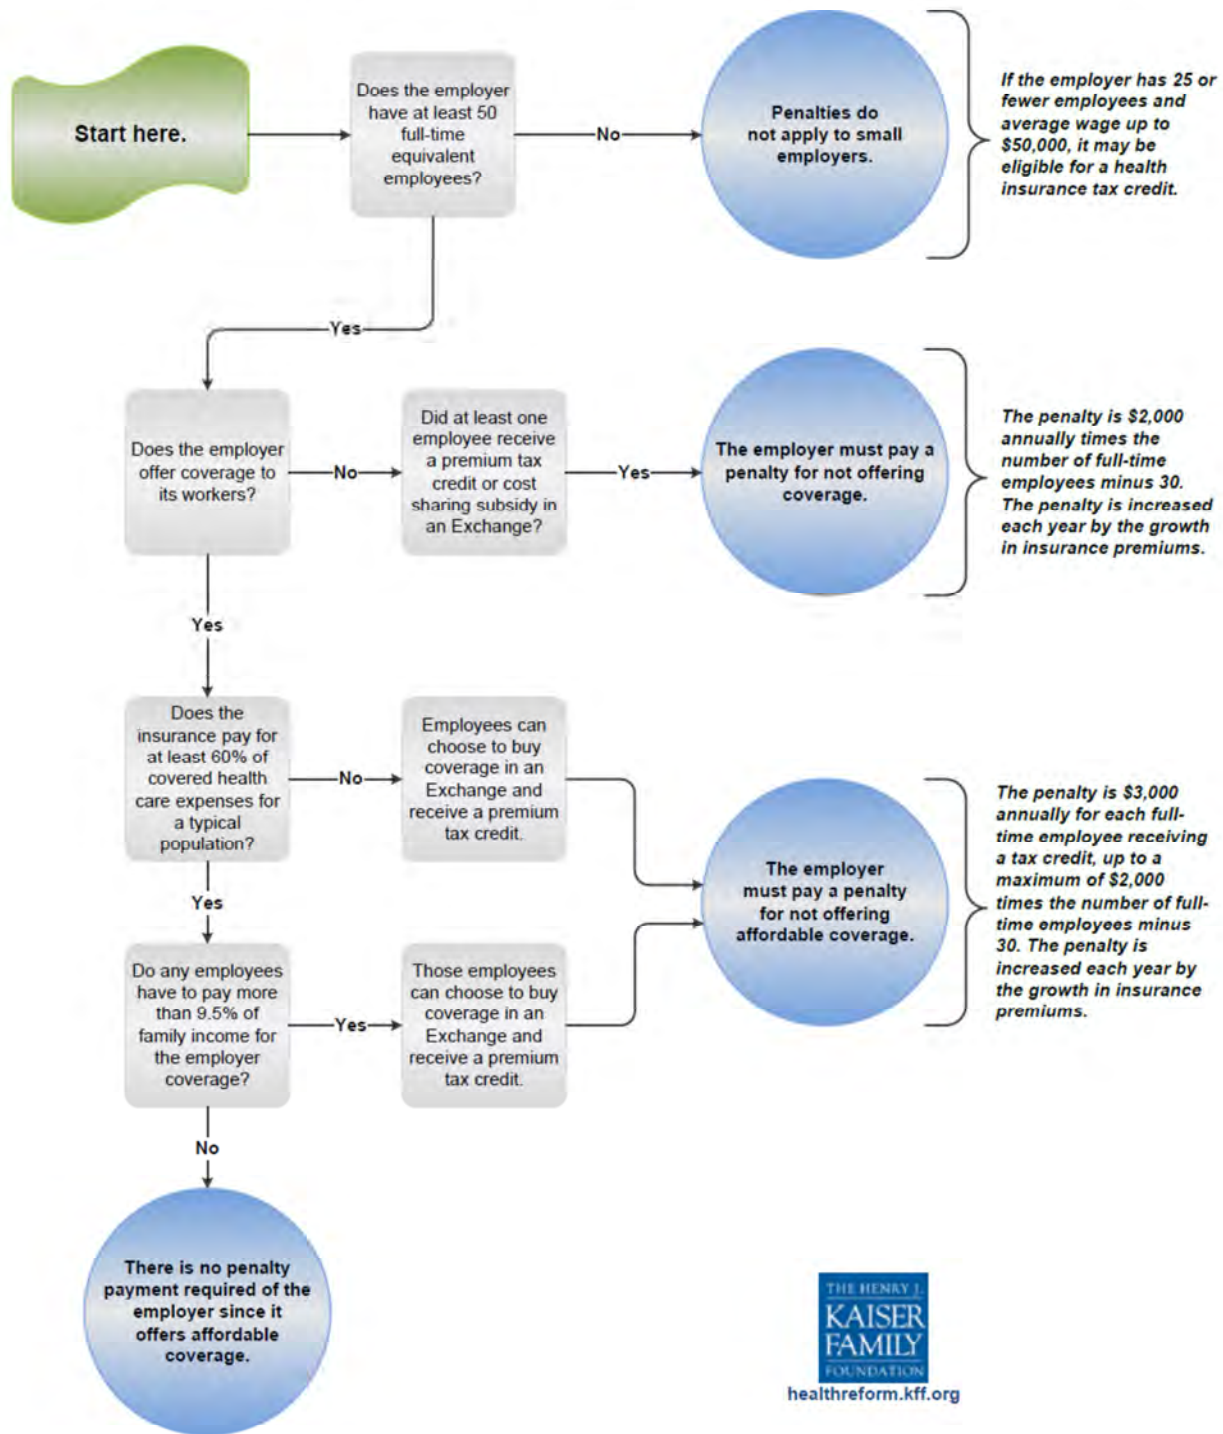 Start here.
Does the employer
have at least 50
full-time
equivalent
employees?
No
Penalties do
not apply to small
employers.
If the employer has 25 or
fewer employees and
average wage up to
$50,000, it may be
eligible for a health
insurance tax credit.
Yes
Does the employer
offer coverage to
its workers?
No
Did at least one
employee receive
a premium tax
credit or cost
sharing subsidy in
an Exchange?
Yes
The employer must pay a
penalty for not offering
coverage.
The penalty is $2,000
annually times the
number of full-time
employees minus 30.
The penalty is increased
each year by the growth
in insurance premiums.
Yes
Does the
insurance pay for
at least 60% of
covered health
care expenses for
a typical
population?
No
Employees can
choose to buy
coverage in an
Exchange and
receive a premium
tax credit.
The employer
must pay a penalty
for not offering
affordable coverage.
The penalty is $3,000
annually for each full-
time employee receiving
a tax credit, up to a
maximum of $2,000
times the number of full-
time employees minus
30. The penalty is
increased each year by
the growth in insurance
premiums.
Yes
Do any employees
have to pay more
than 9.5% of
family income for
the employer
coverage?
Yes
Those employees
can choose to buy
coverage in an
Exchange and
receive a premium
tax credit.
No
There is no penalty
payment required of the
employer since it
offers affordable
coverage.
THE HENRY J.
KAISER
FAMILY
FOUNDATION
healthreform.kff.org